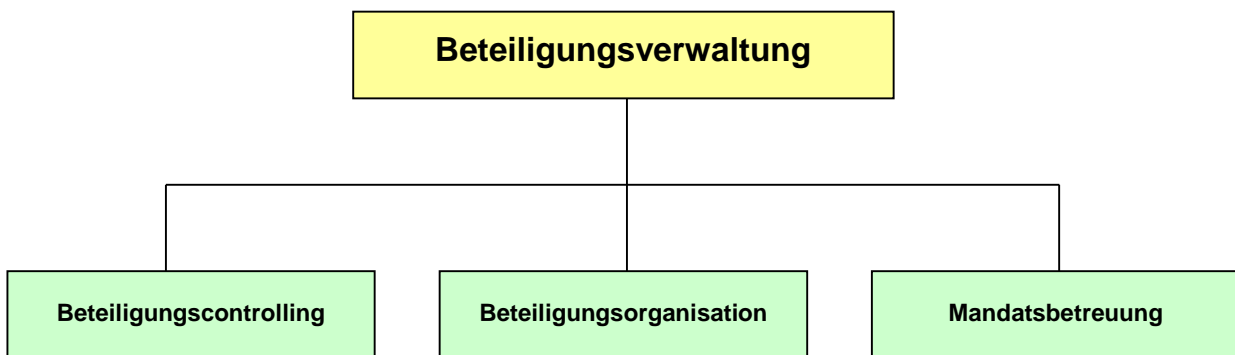 Beteiligungsverwaltung
Beteiligungscontrolling
Beteiligungsorganisation
Mandatsbetreuung